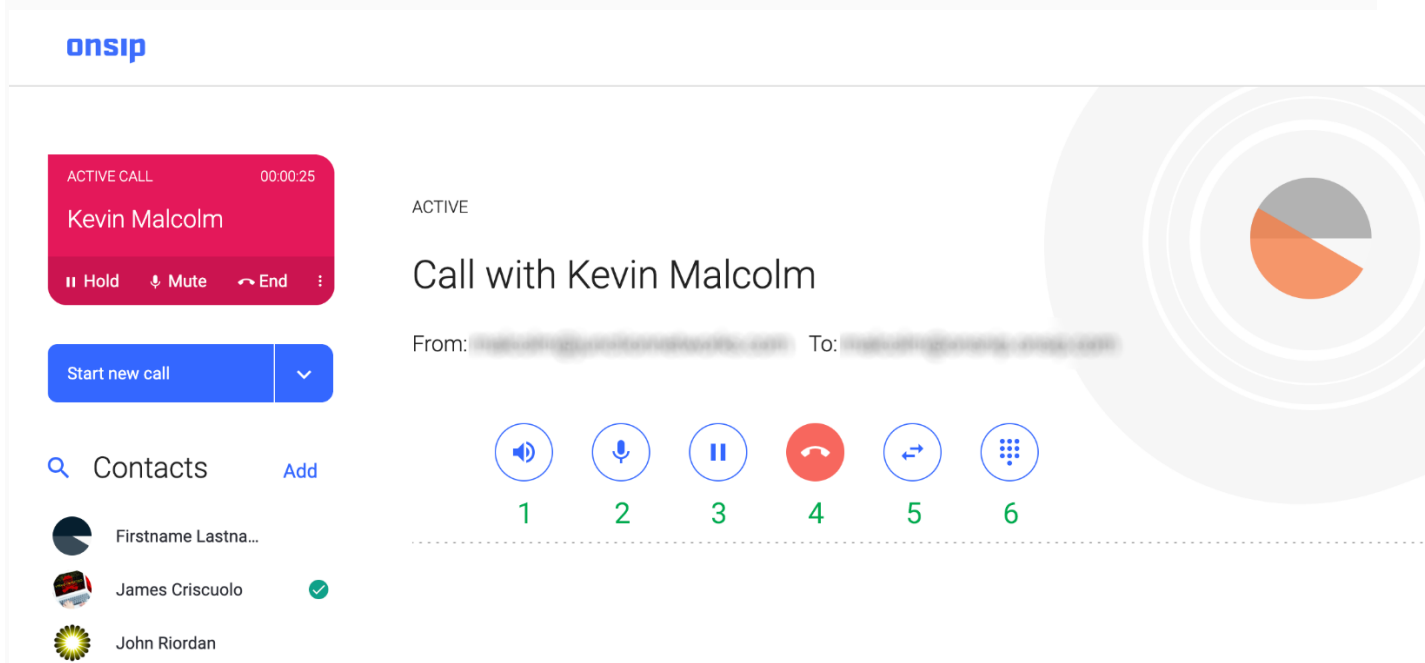 onsip
ACTIVE CALL 00:00:25
Kevin Malcolm
Hold Mute End
Start new call
Contacts Add
Firstname Lastna...
James Criscuolo
John Riordan
ACTIVE
Call with Kevin Malcolm
From: To:
1 2 3 4 5 6